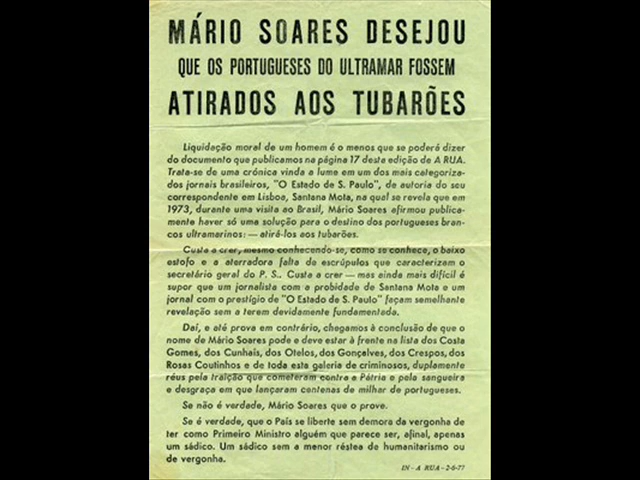 MÁRIO SOARES DESEJOU
QUE OS PORTUGUESES DO ULTRAMAR FOSSEM
ATIRADOS AOS TUBARÕES
Liquidação moral de um homem é o menos que se poderá dizer
do documento que publicamos na página 17 desta edição de A RUA.
Trata-se de uma crónica vinda a lume em um dos mais categoriza-
dos jornais brasileiros, "O Estado de S. Paulo", de autoria do seu
correspondente em Lisboa, Santana Mota, na qual se revela que em
1973, durante uma visita ao Brasil, Mário Soares afirmou publica-
mente haver só uma solução para o destino dos portugueses bran-
cos ultramarinos: — atirá-los aos tubarões.
Custa a crer, mesmo conhecendo-se, como se conhece, o baixo
estofo e a aterradora falta de escrúpulos que caracterizam o
secretário geral do P. S.. Custa a crer — mas ainda mais difícil é
supor que um jornalista com a probidade de Santana Mota e um
jornal com o prestígio de "O Estado de S. Paulo" façam semelhante
revelação sem a terem devidamente fundamentada.
Daí, e até prova em contrário, chegamos à conclusão de que o
nome de Mário Soares pode e deve estar à frente na lista dos Costa
Gomes, dos Cunhais, dos Otelos, dos Gonçalves, dos Crespos, dos
Rosas Coutinhos e de toda esta galeria de criminosos, duplamente
réus pela traição que cometeram contra a Pátria e pela sangueira
e desgraça em que lançaram centenas de milhar de portugueses.
Se não é verdade, Mário Soares que o prove.
Se é verdade, que o País se liberte sem demora da vergonha de
ter como Primeiro Ministro alguém que parece ser, afinal, apenas
um sádico. Um sádico sem a menor réstea de humanitarismo ou
de vergonha.
IN - A RUA - 2-6-77